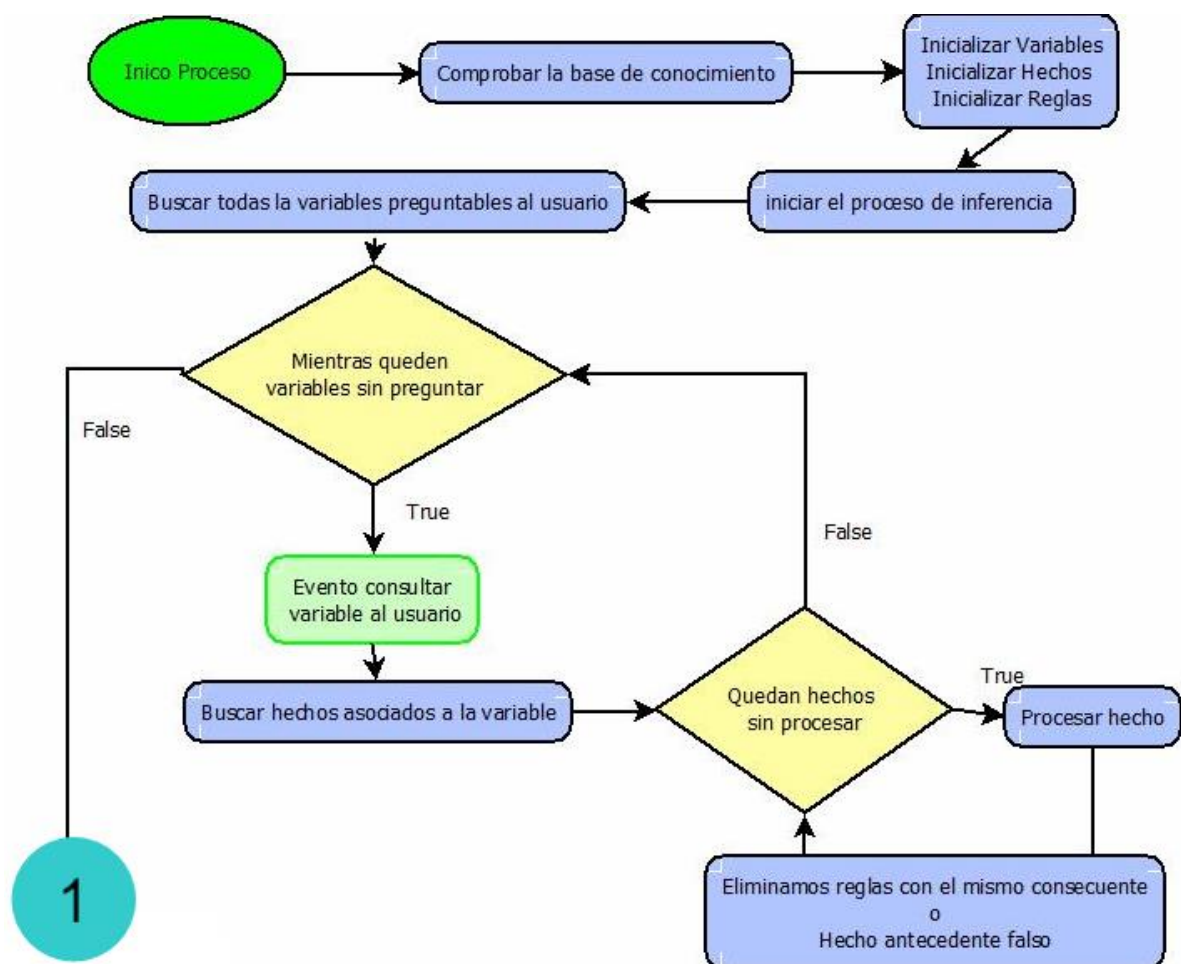 Inico Proceso
Comprobar la base de conocimiento
Inicializar Variables
Inicializar Hechos
Inicializar Reglas
iniciar el proceso de inferencia
Buscar todas la variables preguntables al usuario
Mientras queden
variables sin preguntar
False
True
Evento consultar
variable al usuario
Buscar hechos asociados a la variable
Quedan hechos
sin procesar
False
True
Procesar hecho
Eliminamos reglas con el mismo consecuente
o
Hecho antecedente falso
1